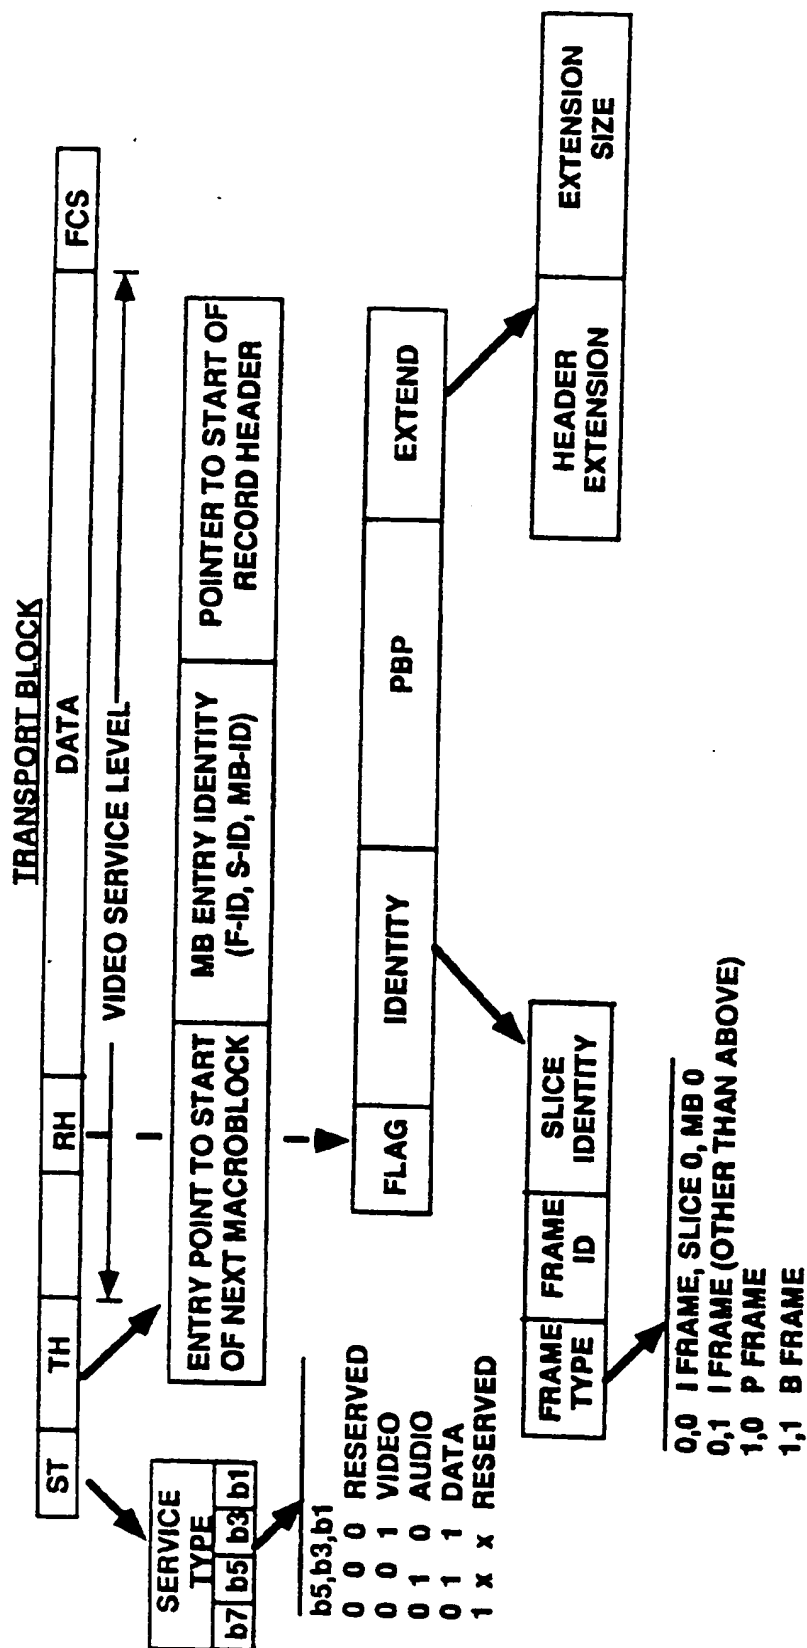 TRANSPORT BLOCK
ST TH RH DATA FCS
VIDEO SERVICE LEVEL
SERVICE
TYPE
b7 b5 b3 b1
b5,b3,b1
0 0 0 RESERVED
0 0 1 VIDEO
0 1 0 AUDIO
0 1 1 DATA
1 x x RESERVED
ENTRY POINT TO START
OF NEXT MACROBLOCK
MB ENTRY IDENTITY
(F-ID, S-ID, MB-ID)
POINTER TO START OF
RECORD HEADER
FLAG IDENTITY PBP EXTEND
FRAME
TYPE
FRAME
ID
SLICE
IDENTITY
HEADER
EXTENSION
EXTENSION
SIZE
0,0 I FRAME, SLICE 0, MB 0
0,1 I FRAME (OTHER THAN ABOVE)
1,0 P FRAME
1,1 B FRAME